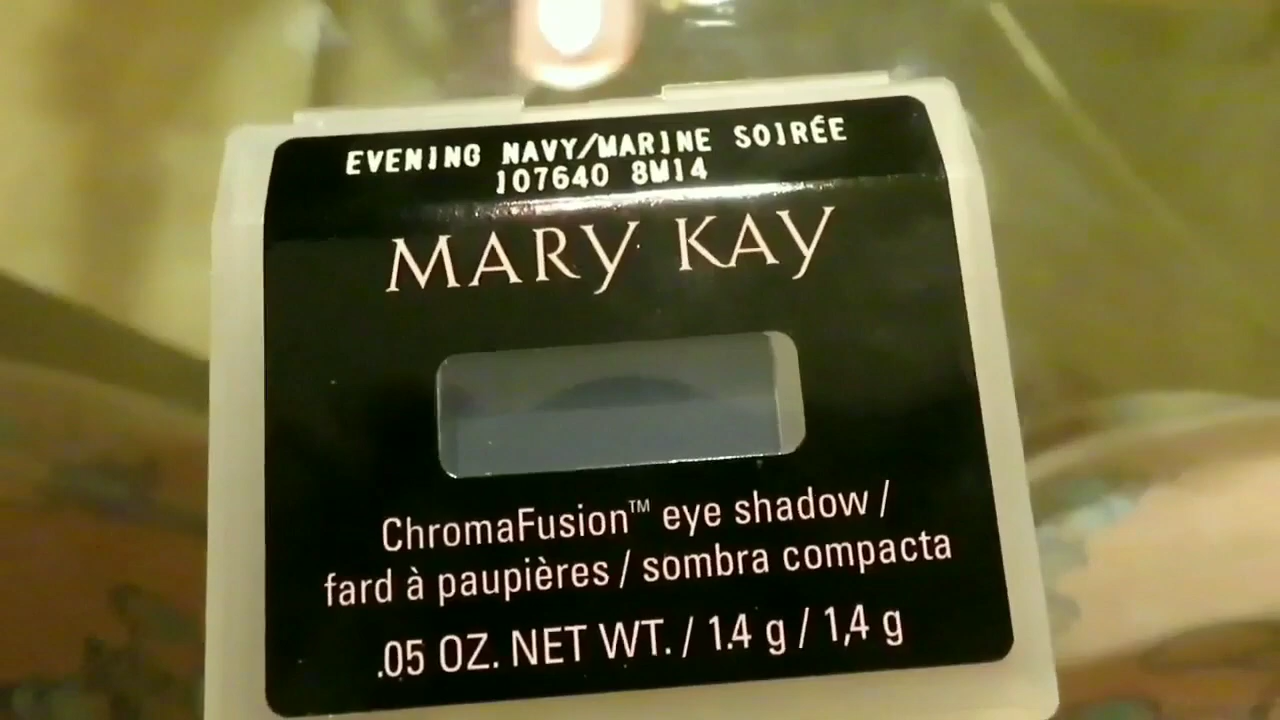 EVENING NAVY/MARINE SOIRÉE
107640 8M14
MARY KAY
ChromaFusion™ eye shadow /
fard à paupières / sombra compacta
.05 OZ. NET WT. / 1.4 g / 1,4 g